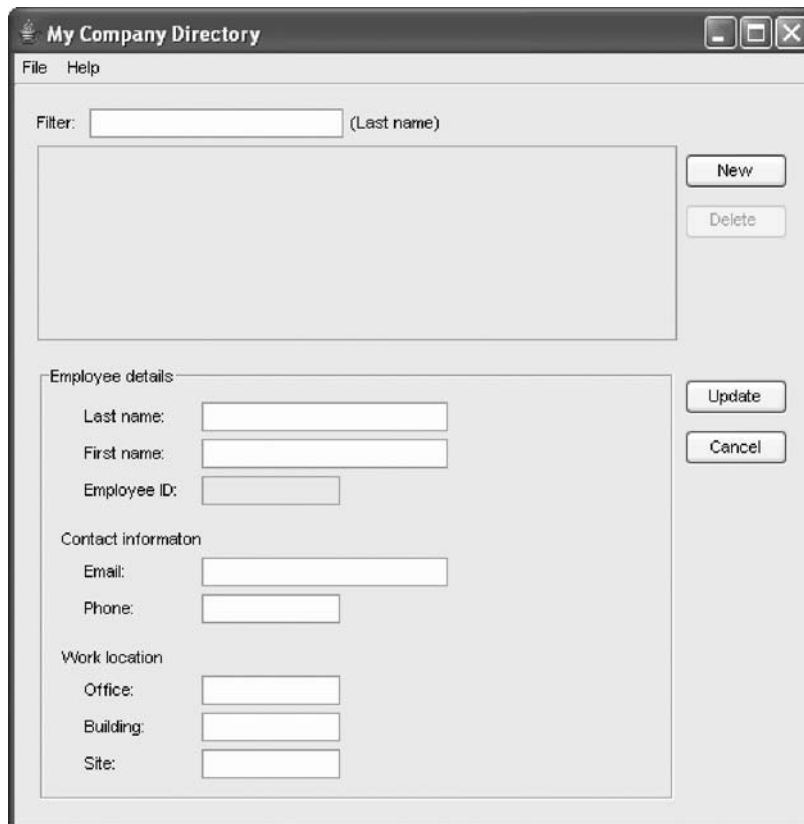 My Company Directory
File Help
Filter: (Last name)
New
Delete
Employee details
Update
Last name:
First name:
Cancel
Employee ID:
Contact informaton
Email:
Phone:
Work location
Office:
Building:
Site: